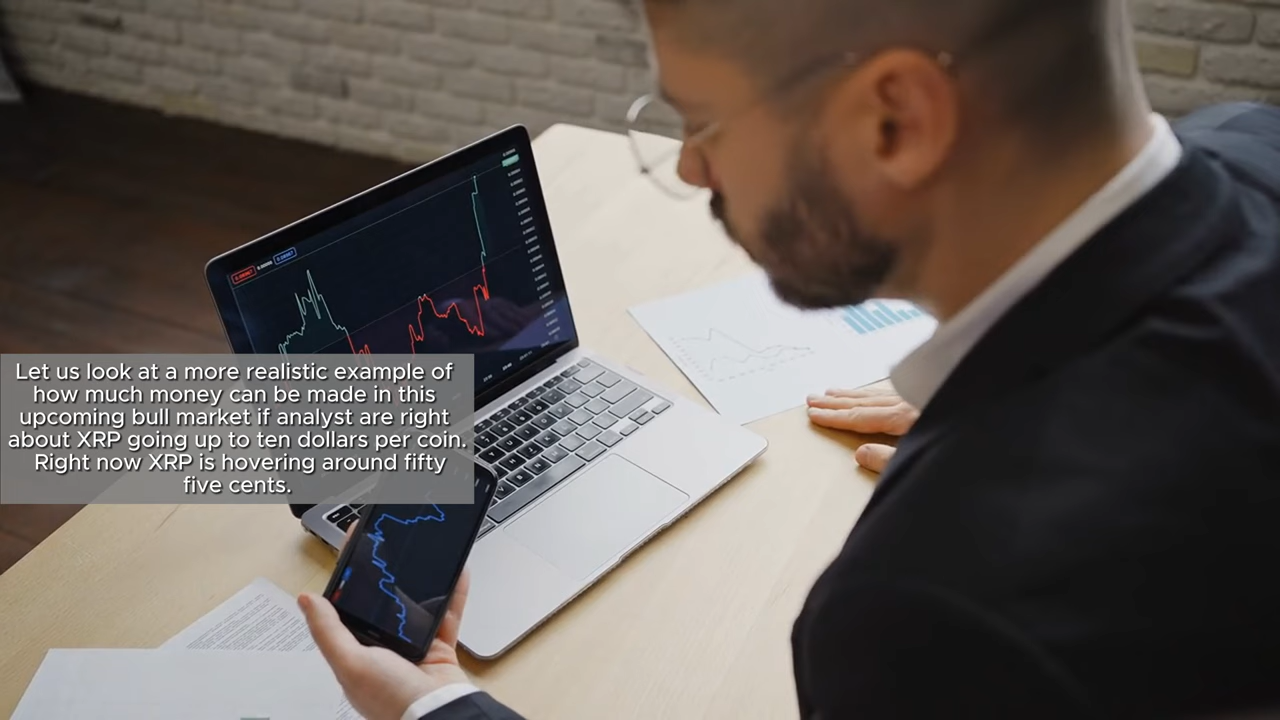 Let us look at a more realistic example of
how much money can be made in this
upcoming bull market if analyst are right
about XRP going up to ten dollars per coin.
Right now XRP is hovering around fifty
five cents.